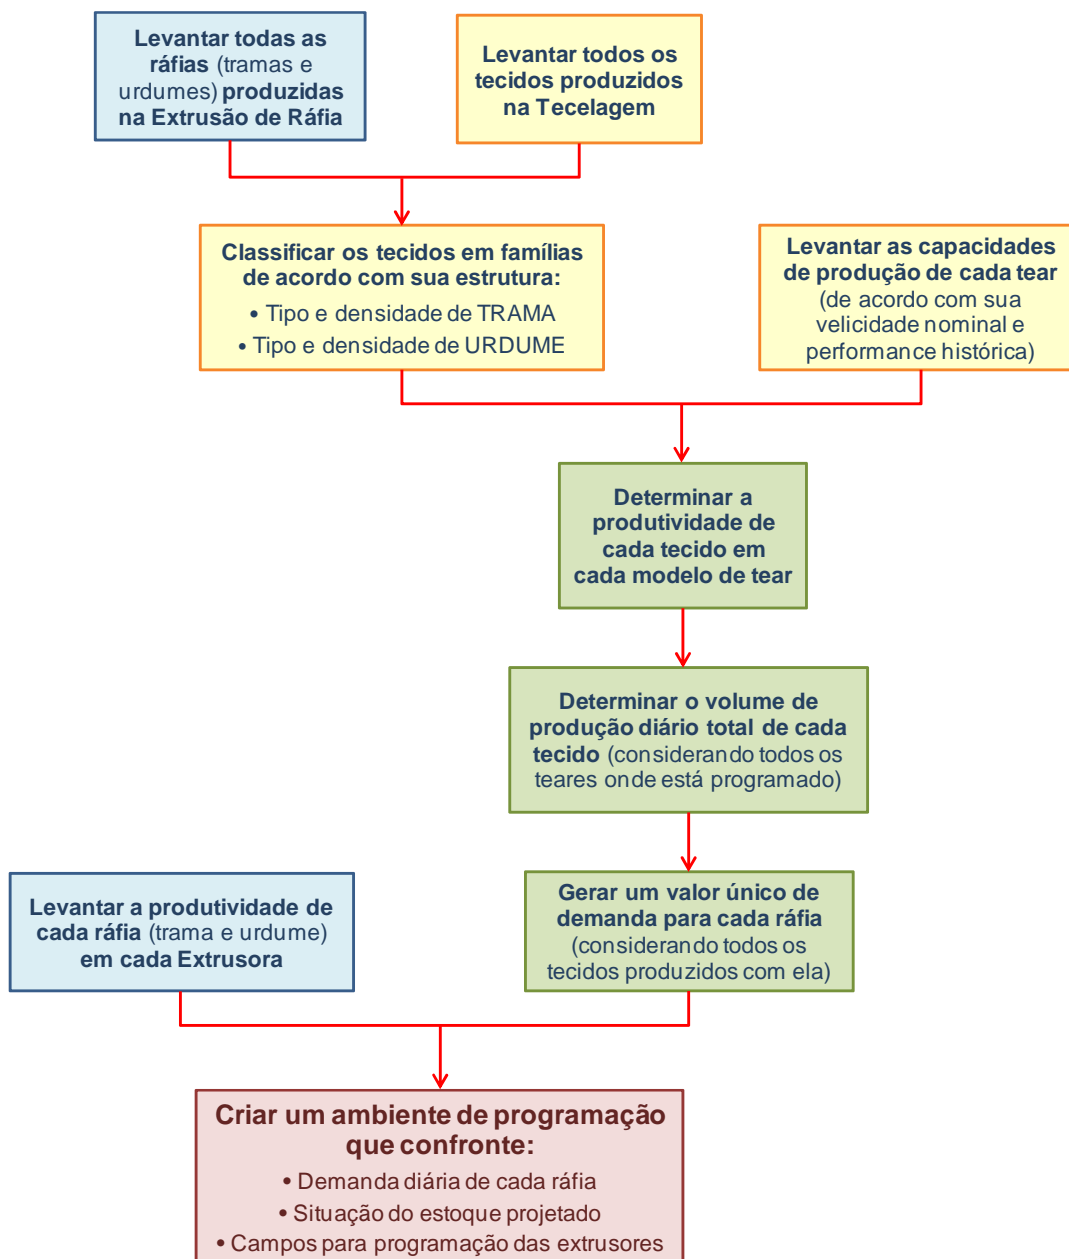 Levantar todas as
ráfias (tramas e
urdumes) produzidas
na Extrusão de Ráfia
Levantar todos os
tecidos produzidos
na Tecelagem
Classificar os tecidos em famílias
de acordo com sua estrutura:
• Tipo e densidade de TRAMA
• Tipo e densidade de URDUME
Levantar as capacidades
de produção de cada tear
(de acordo com sua
velicidade nominal e
performance histórica)
Determinar a
produtividade de
cada tecido em
cada modelo de tear
Determinar o volume de
produção diário total de cada
tecido (considerando todos os
teares onde está programado)
Levantar a produtividade de
cada ráfia (trama e urdume)
em cada Extrusora
Gerar um valor único de
demanda para cada ráfia
(considerando todos os
tecidos produzidos com ela)
Criar um ambiente de programação
que confronte:
• Demanda diária de cada ráfia
• Situação do estoque projetado
• Campos para programação das extrusores